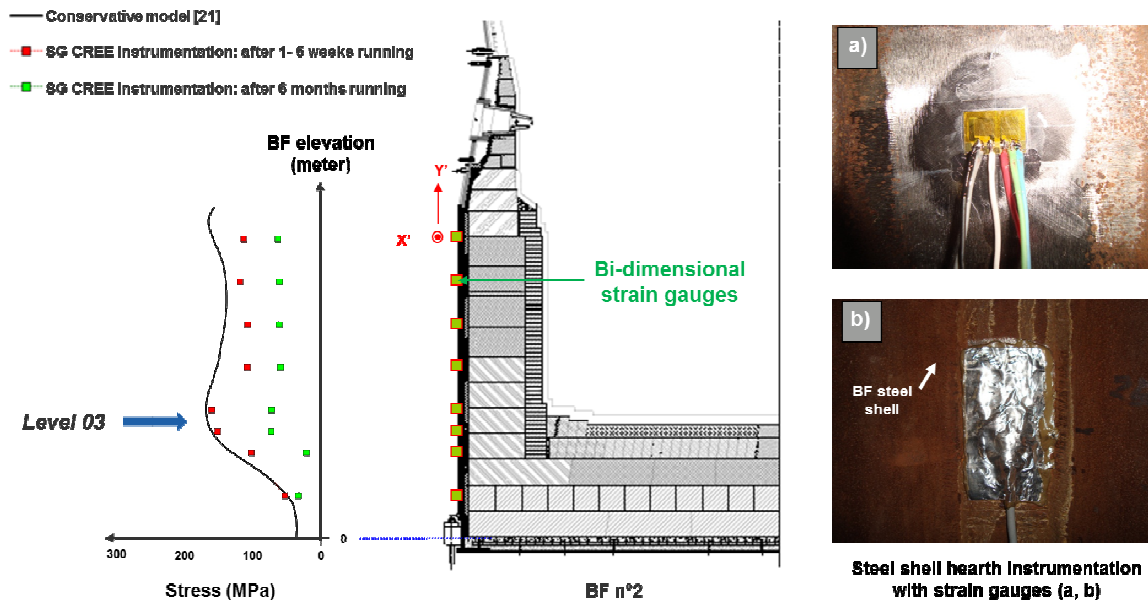 Conservative model [21]
SG CREE instrumentation: after 1- 6 weeks running
SG CREE instrumentation: after 6 months running
BF elevation
(meter)
Level 03
300
200
100
0
0
Stress (MPa)
Y'
X'
Bi-dimensional
strain gauges
BF n°2
a)
b)
BF steel
shell
Steel shell hearth instrumentation
with strain gauges (a, b)